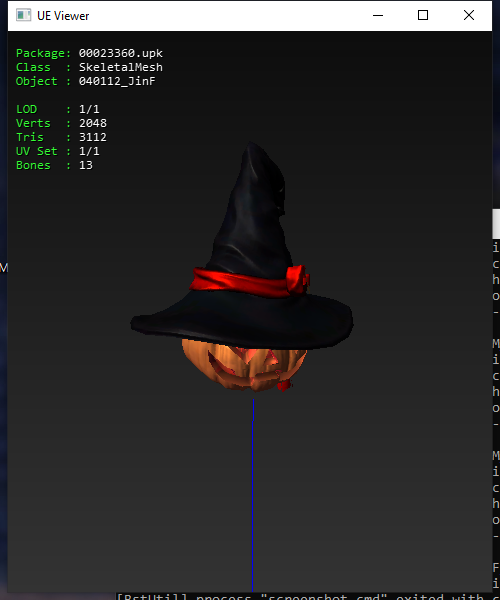 UE Viewer
Package: 00023360.upk
Class  : SkeletalMesh
Object : 040112_JinF
LOD    : 1/1
Verts  : 2048
Tris   : 3112
UV Set : 1/1
Bones  : 13
M
i
c
h
o
-
M
i
c
h
o
-
M
i
c
h
o
-
F
i
[BstUtil] process "screenshot.cmd" exited with c